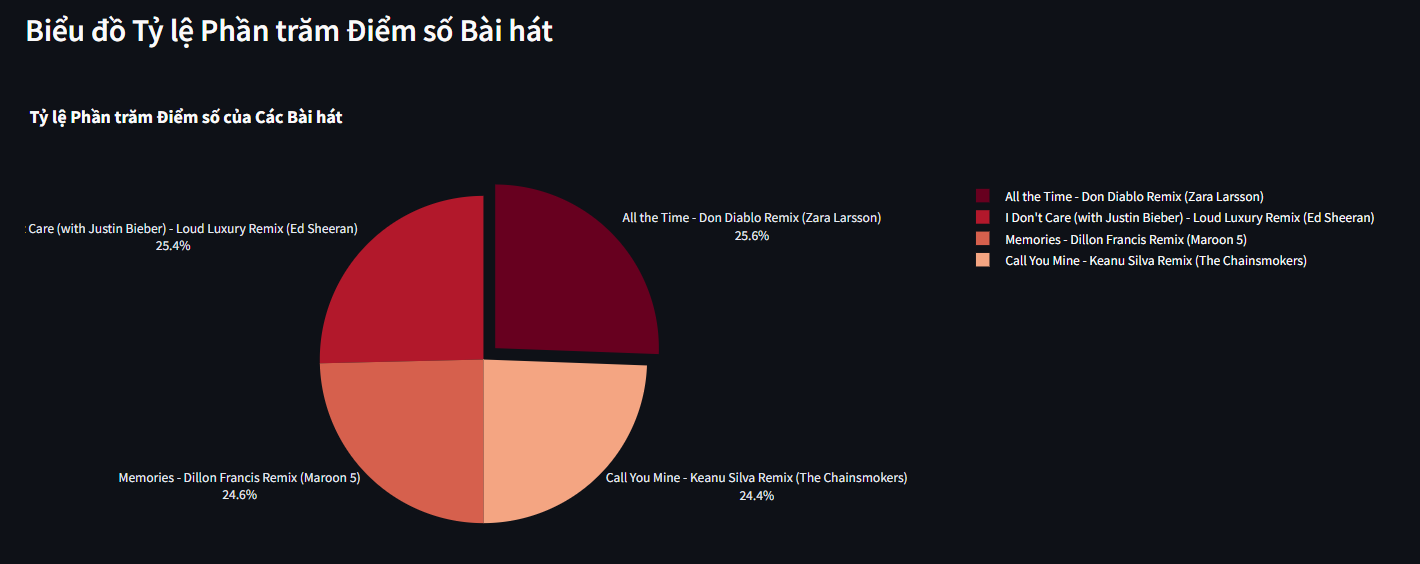 Biểu đồ Tỷ lệ Phần trăm Điểm số Bài hát
Tỷ lệ Phần trăm Điểm số của Các Bài hát
Care (with Justin Bieber) - Loud Luxury Remix (Ed Sheeran)
25.4%
All the Time - Don Diablo Remix (Zara Larsson)
25.6%
Memories - Dillon Francis Remix (Maroon 5)
24.6%
Call You Mine - Keanu Silva Remix (The Chainsmokers)
24.4%
All the Time - Don Diablo Remix (Zara Larsson)
I Don't Care (with Justin Bieber) - Loud Luxury Remix (Ed Sheeran)
Memories - Dillon Francis Remix (Maroon 5)
Call You Mine - Keanu Silva Remix (The Chainsmokers)